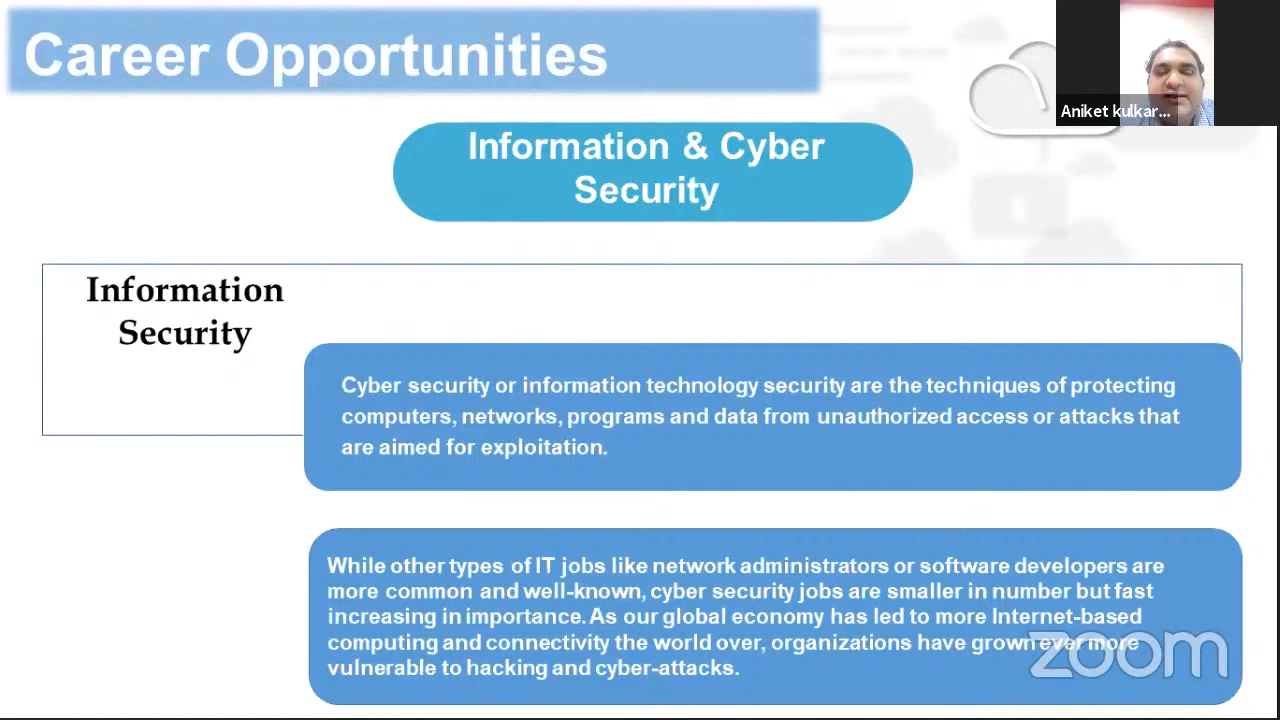 Career Opportunities
Aniket kulkar...
Information & Cyber
Security
Information
Security
Cyber security or information technology security are the techniques of protecting
computers, networks, programs and data from unauthorized access or attacks that
are aimed for exploitation.
While other types of IT jobs like network administrators or software developers are
more common and well-known, cyber security jobs are smaller in number but fast
increasing in importance. As our global economy has led to more Internet-based
computing and connectivity the world over, organizations have grown ever more
vulnerable to hacking and cyber-attacks.
zoom